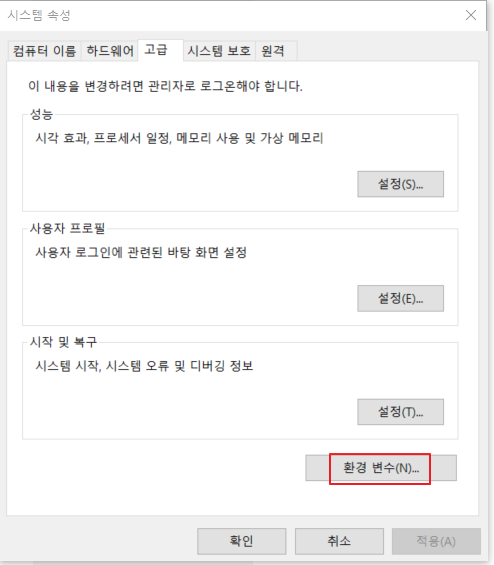 시스템 속성
컴퓨터 이름 하드웨어 고급 시스템 보호 원격
이 내용을 변경하려면 관리자로 로그온해야 합니다.
성능
시각 효과, 프로세서 일정, 메모리 사용 및 가상 메모리
설정(S)...
사용자 프로필
사용자 로그인에 관련된 바탕 화면 설정
설정(E)...
시작 및 복구
시스템 시작, 시스템 오류 및 디버깅 정보
설정(T)...
환경 변수(N)...
확인 취소 적용(A)